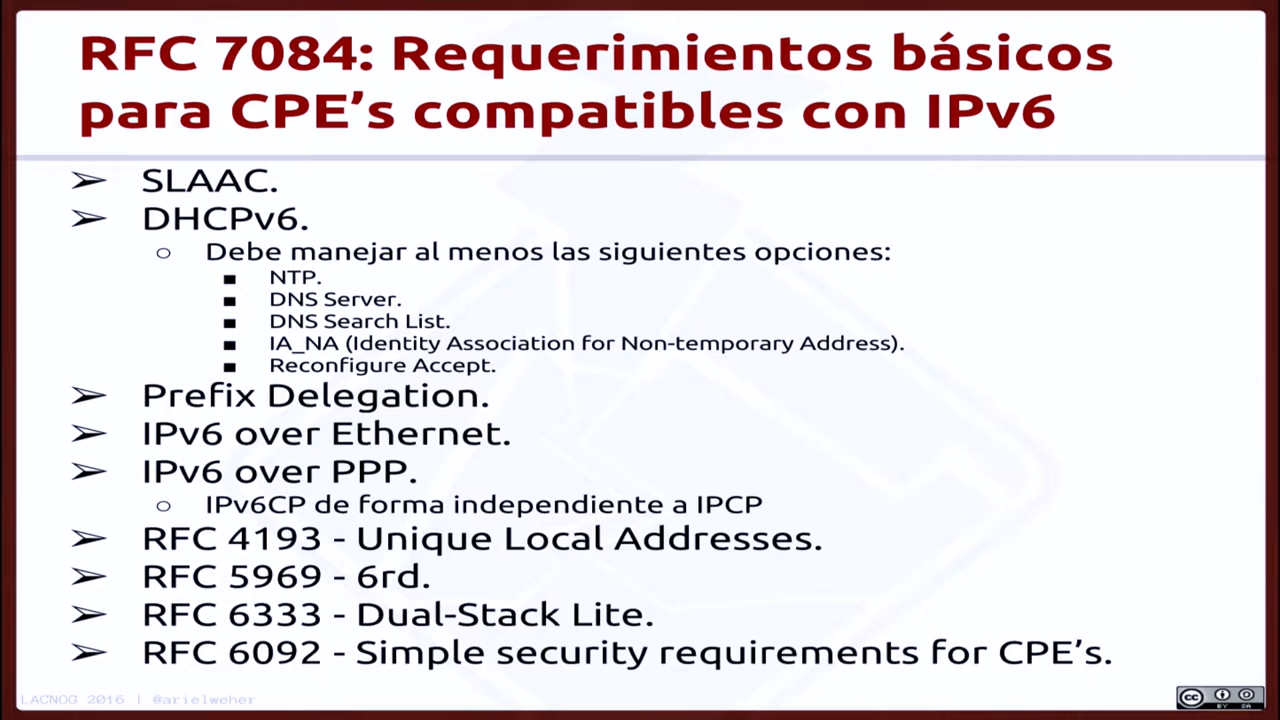 RFC 7084: Requerimientos básicos
para CPE’s compatibles con IPv6
➢ SLAAC.
➢ DHCPv6.
○ Debe manejar al menos las siguientes opciones:
■ NTP.
■ DNS Server.
■ DNS Search List.
■ IA_NA (Identity Association for Non-temporary Address).
■ Reconfigure Accept.
➢ Prefix Delegation.
➢ IPv6 over Ethernet.
➢ IPv6 over PPP.
○ IPv6CP de forma independiente a IPCP
➢ RFC 4193 - Unique Local Addresses.
➢ RFC 5969 - 6rd.
➢ RFC 6333 - Dual-Stack Lite.
➢ RFC 6092 - Simple security requirements for CPE’s.
LACNOG 2016 | @arielweher
cc BY SA